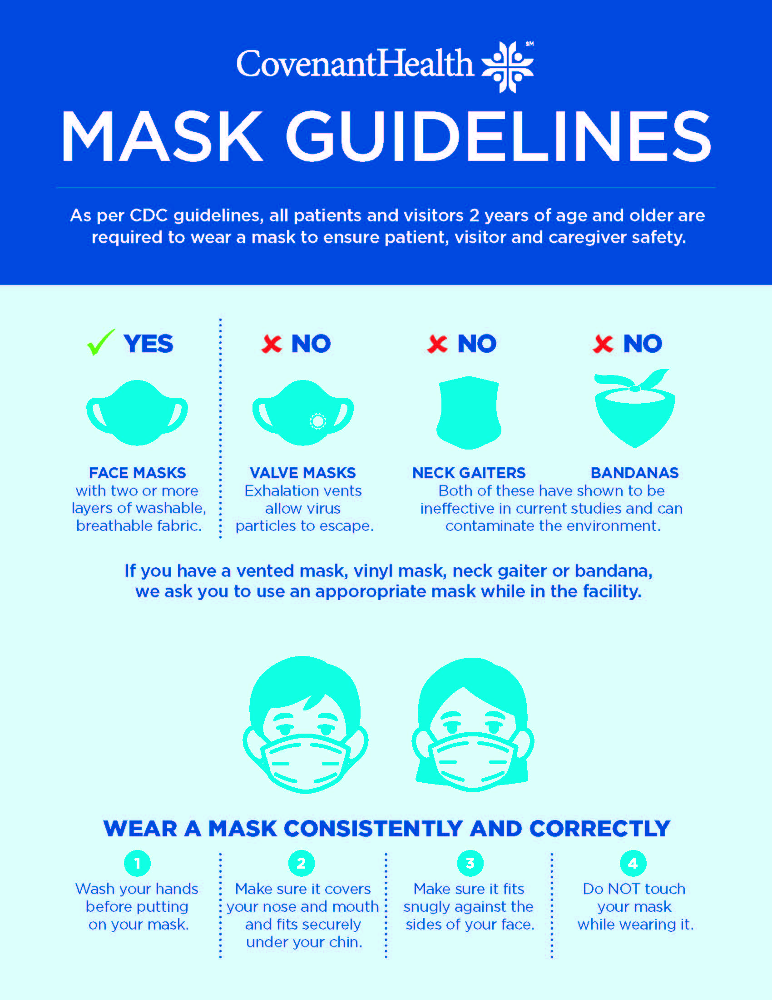 CovenantHealth SM
MASK GUIDELINES
As per CDC guidelines, all patients and visitors 2 years of age and older are
required to wear a mask to ensure patient, visitor and caregiver safety.
YES
NO
NO
NO
FACE MASKS
with two or more
layers of washable,
breathable fabric.
VALVE MASKS
Exhalation vents
allow virus
particles to escape.
NECK GAITERS
BANDANAS
Both of these have shown to be
ineffective in current studies and can
contaminate the environment.
If you have a vented mask, vinyl mask, neck gaiter or bandana,
we ask you to use an apporopriate mask while in the facility.
WEAR A MASK CONSISTENTLY AND CORRECTLY
1
Wash your hands
before putting
on your mask.
2
Make sure it covers
your nose and mouth
and fits securely
under your chin.
3
Make sure it fits
snugly against the
sides of your face.
4
Do NOT touch
your mask
while wearing it.